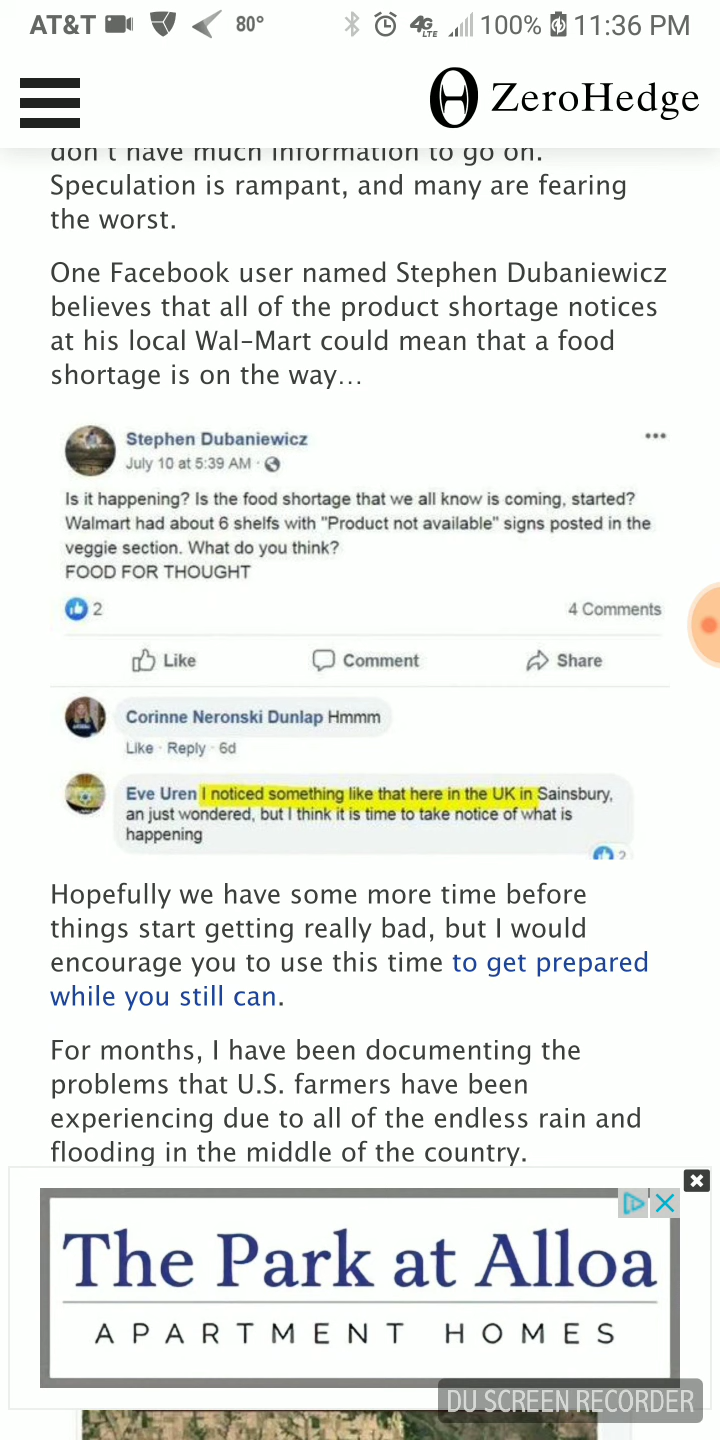 AT&T 80° 4G LTE 100% 11:36 PM
ZeroHedge
don't have much information to go on.
Speculation is rampant, and many are fearing
the worst.
One Facebook user named Stephen Dubaniewicz
believes that all of the product shortage notices
at his local Wal-Mart could mean that a food
shortage is on the way...
Stephen Dubaniewicz
July 10 at 5:39 AM ·
Is it happening? Is the food shortage that we all know is coming, started?
Walmart had about 6 shelfs with "Product not available" signs posted in the
veggie section. What do you think?
FOOD FOR THOUGHT
2 4 Comments
Like Comment Share
Corinne Neronski Dunlap Hmmm
Like · Reply · 6d
Eve Uren I noticed something like that here in the UK in Sainsbury,
an just wondered, but I think it is time to take notice of what is
happening
2
Hopefully we have some more time before
things start getting really bad, but I would
encourage you to use this time to get prepared
while you still can.
For months, I have been documenting the
problems that U.S. farmers have been
experiencing due to all of the endless rain and
flooding in the middle of the country.
The Park at Alloa
APARTMENT HOMES
DU SCREEN RECORDER